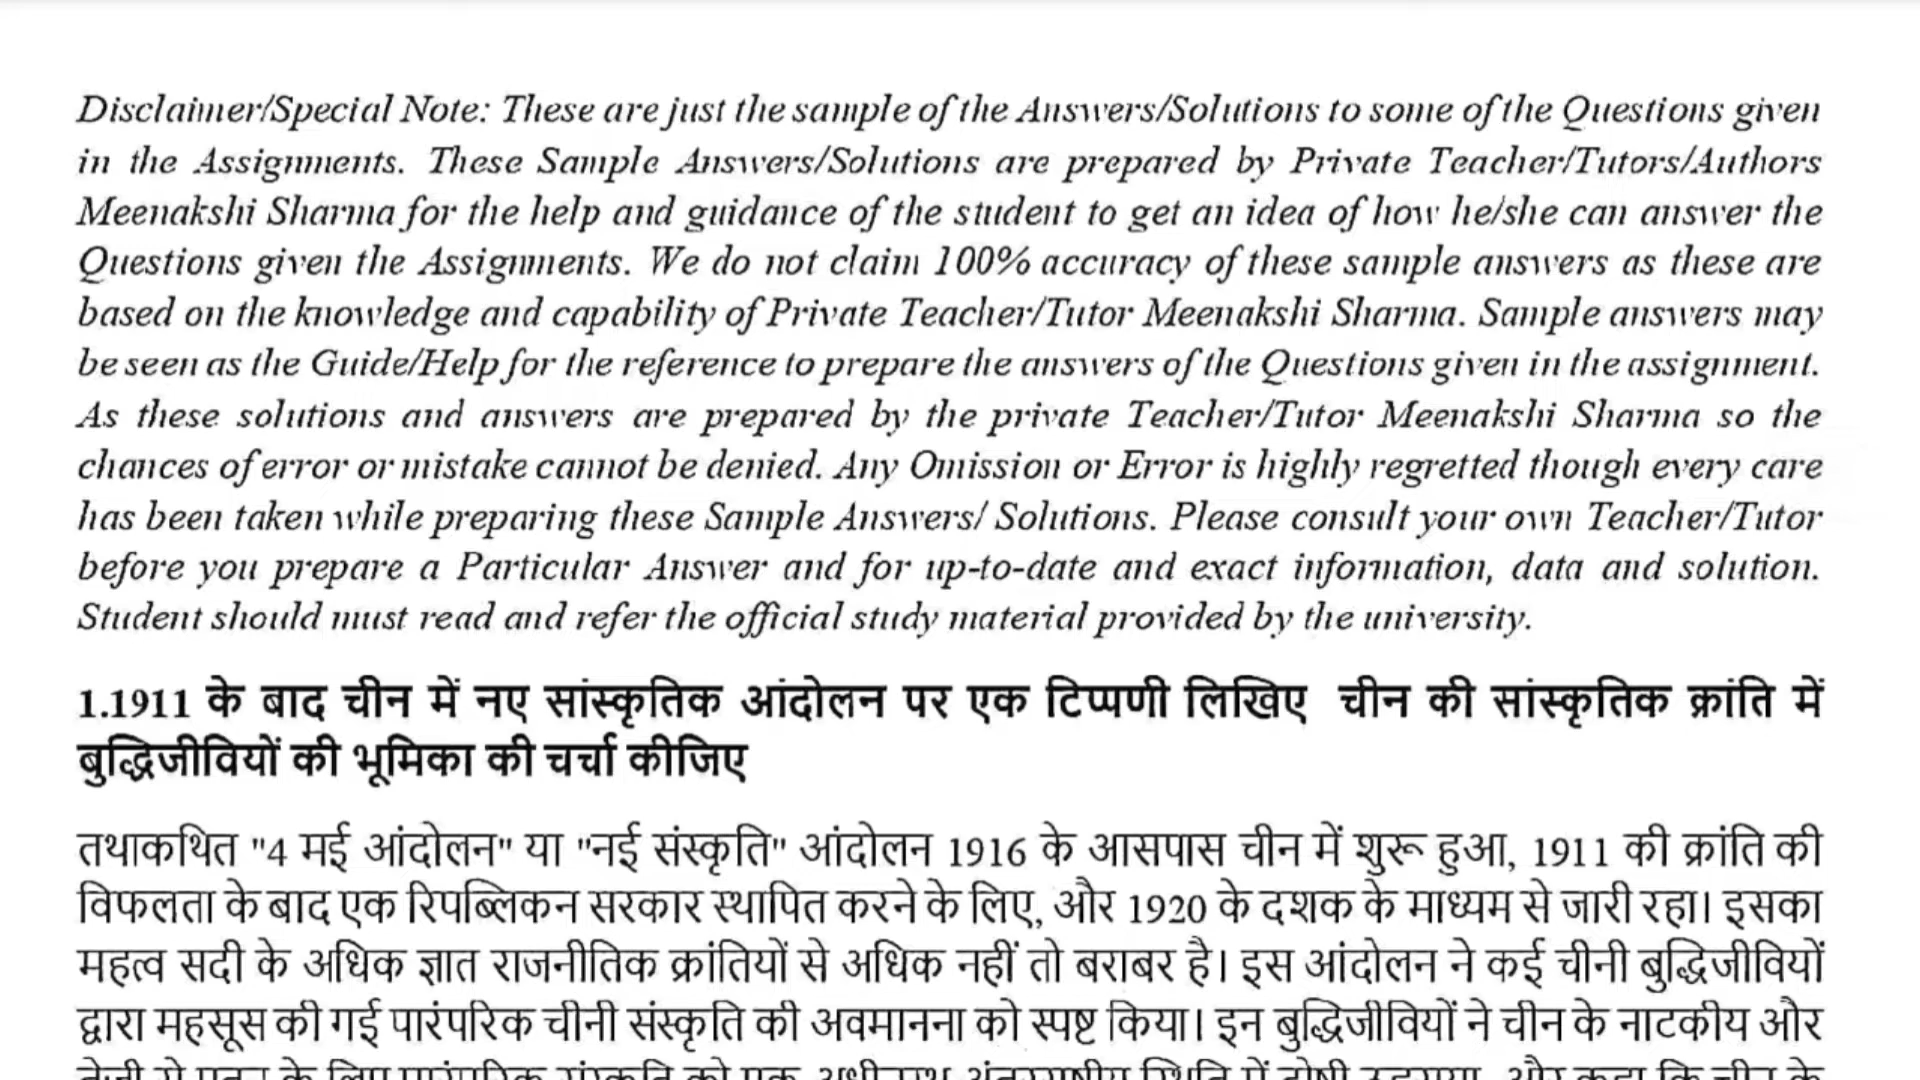 Disclaimer/Special Note: These are just the sample of the Answers/Solutions to some of the Questions given
in the Assignments. These Sample Answers/Solutions are prepared by Private Teacher/Tutors/Authors
Meenakshi Sharma for the help and guidance of the student to get an idea of how he/she can answer the
Questions given the Assignments. We do not claim 100% accuracy of these sample answers as these are
based on the knowledge and capability of Private Teacher/Tutor Meenakshi Sharma. Sample answers may
be seen as the Guide/Help for the reference to prepare the answers of the Questions given in the assignment.
As these solutions and answers are prepared by the private Teacher/Tutor Meenakshi Sharma so the
chances of error or mistake cannot be denied. Any Omission or Error is highly regretted though every care
has been taken while preparing these Sample Answers/ Solutions. Please consult your own Teacher/Tutor
before you prepare a Particular Answer and for up-to-date and exact information, data and solution.
Student should must read and refer the official study material provided by the university.
1.1911 के बाद चीन में नए सांस्कृतिक आंदोलन पर एक टिप्पणी लिखिए चीन की सांस्कृतिक क्रांति में
बुद्धिजीवियों की भूमिका की चर्चा कीजिए
तथाकथित "4 मई आंदोलन" या "नई संस्कृति" आंदोलन 1916 के आसपास चीन में शुरू हुआ, 1911 की क्रांति की
विफलता के बाद एक रिपब्लिकन सरकार स्थापित करने के लिए, और 1920 के दशक के माध्यम से जारी रहा। इसका
महत्व सदी के अधिक ज्ञात राजनीतिक क्रांतियों से अधिक नहीं तो बराबर है। इस आंदोलन ने कई चीनी बुद्धिजीवियों
द्वारा महसूस की गई पारंपरिक चीनी संस्कृति की अवमानना को स्पष्ट किया। इन बुद्धिजीवियों ने चीन के नाटकीय और